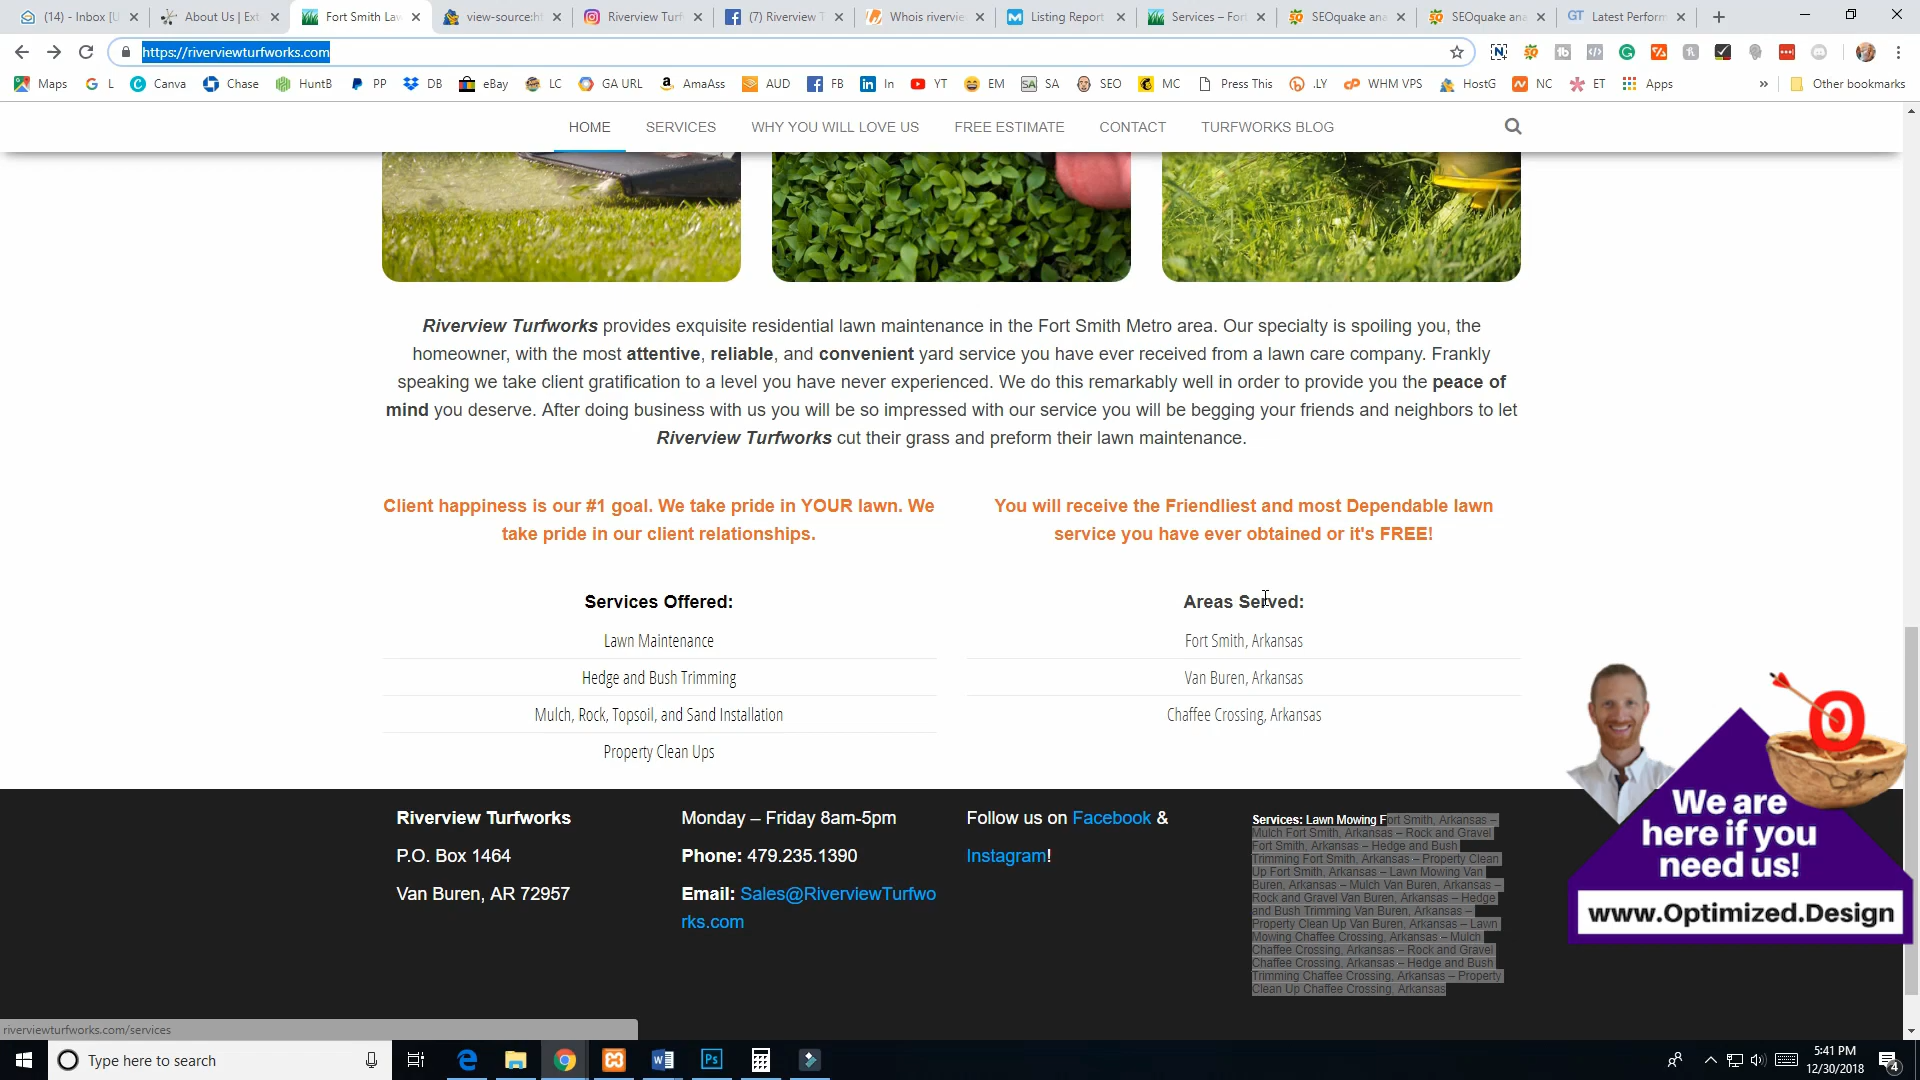 (14) - Inbox [U
About Us | Ext
Fort Smith Law
view-source:ht
Riverview Turf
(7) Riverview T
Whois rivervie
Listing Report
Services – Fort
SEOquake ana
SEOquake ana
Latest Perform
https://riverviewturfworks.com
Maps
L
Canva
Chase
HuntB
PP
DB
eBay
LC
GA URL
AmaAss
AUD
FB
In
YT
EM
SA
SEO
MC
Press This
.LY
WHM VPS
HostG
NC
ET
Apps
Other bookmarks
HOME
SERVICES
WHY YOU WILL LOVE US
FREE ESTIMATE
CONTACT
TURFWORKS BLOG
Riverview Turfworks provides exquisite residential lawn maintenance in the Fort Smith Metro area. Our specialty is spoiling you, the
homeowner, with the most attentive, reliable, and convenient yard service you have ever received from a lawn care company. Frankly
speaking we take client gratification to a level you have never experienced. We do this remarkably well in order to provide you the peace of
mind you deserve. After doing business with us you will be so impressed with our service you will be begging your friends and neighbors to let
Riverview Turfworks cut their grass and preform their lawn maintenance.
Client happiness is our #1 goal. We take pride in YOUR lawn. We
take pride in our client relationships.
You will receive the Friendliest and most Dependable lawn
service you have ever obtained or it's FREE!
Services Offered:
Lawn Maintenance
Hedge and Bush Trimming
Mulch, Rock, Topsoil, and Sand Installation
Property Clean Ups
Areas Served:
Fort Smith, Arkansas
Van Buren, Arkansas
Chaffee Crossing, Arkansas
Riverview Turfworks
P.O. Box 1464
Van Buren, AR 72957
Monday – Friday 8am-5pm
Phone: 479.235.1390
Email: Sales@RiverviewTurfwo
rks.com
Follow us on Facebook &
Instagram!
Services: Lawn Mowing Fort Smith, Arkansas –
Mulch Fort Smith, Arkansas – Rock and Gravel
Fort Smith, Arkansas – Hedge and Bush
Trimming Fort Smith, Arkansas – Property Clean
Up Fort Smith, Arkansas – Lawn Mowing Van
Buren, Arkansas – Mulch Van Buren, Arkansas –
Rock and Gravel Van Buren, Arkansas – Hedge
and Bush Trimming Van Buren, Arkansas –
Property Clean Up Van Buren, Arkansas – Lawn
Mowing Chaffee Crossing, Arkansas – Mulch
Chaffee Crossing, Arkansas – Rock and Gravel
Chaffee Crossing, Arkansas – Hedge and Bush
Trimming Chaffee Crossing, Arkansas – Property
Clean Up Chaffee Crossing, Arkansas
We are
here if you
need us!
www.Optimized.Design
riverviewturfworks.com/services
Type here to search
5:41 PM
12/30/2018
4